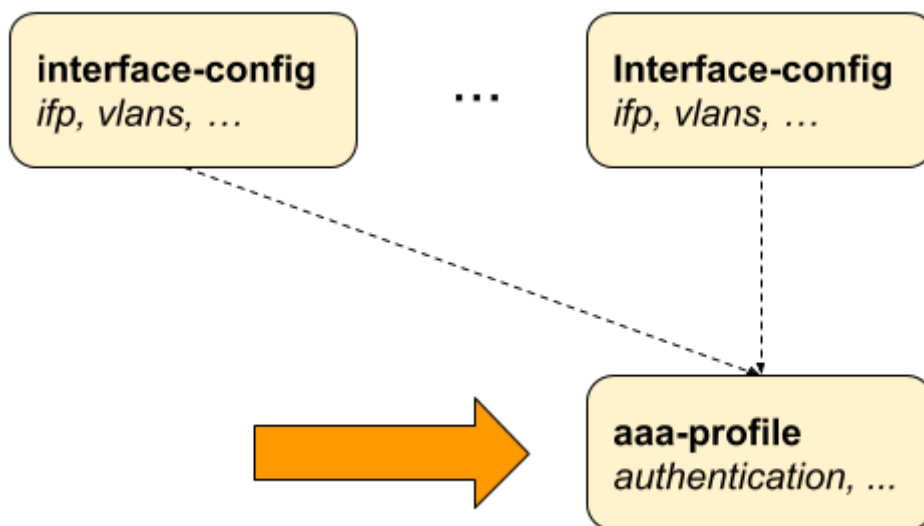 interface-config
ifp, vlans, …
...
Interface-config
ifp, vlans, …
aaa-profile
authentication, ...